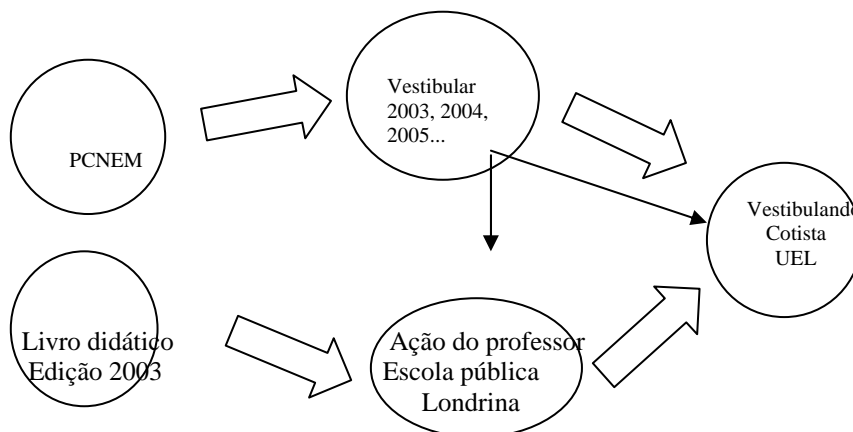 PCNEM
Vestibular
2003, 2004,
2005...
Vestibulando
Cotista
UEL
Livro didático
Edição 2003
Ação do professor
Escola pública
Londrina